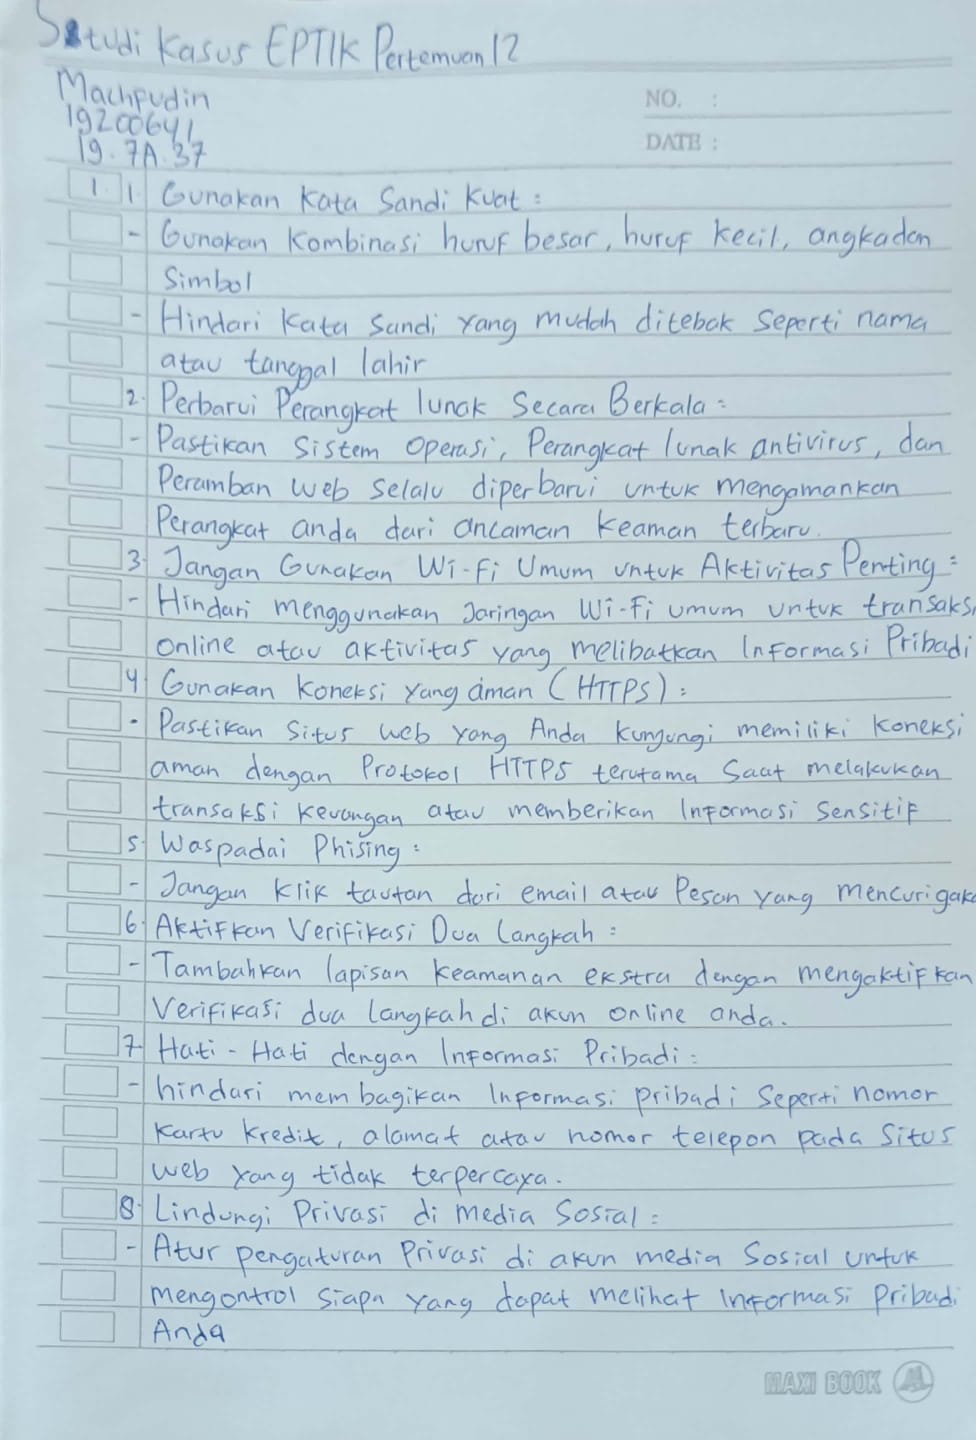 Studi Kasus EPTIK Pertemuan 12
Machpudin
19200641
19.7A.37
NO. :
DATE :
1. 1. Gunakan Kata Sandi Kuat :
- Gunakan Kombinasi huruf besar, huruf kecil, angka dan
Simbol
- Hindari Kata Sandi yang mudah ditebak Seperti nama
atau tanggal lahir
2. Perbarui Perangkat lunak Secara Berkala :
- Pastikan Sistem Operasi, Perangkat lunak antivirus, dan
Peramban web Selalu diperbarui untuk mengamankan
Perangkat anda dari ancaman keaman terbaru.
3. Jangan Gunakan Wi-Fi Umum untuk Aktivitas Penting :
- Hindari menggunakan Jaringan Wi-Fi umum untuk transaksi
online atau aktivitas yang melibatkan Informasi Pribadi
4. Gunakan Koneksi Yang aman (HTTPS) :
- Pastikan Situs web yang Anda kunjungi memiliki Koneksi
aman dengan Protokol HTTPS terutama Saat melakukan
transaksi keuangan atau memberikan Informasi Sensitif
5. Waspadai Phising :
- Jangan Klik tautan dari email atau Pesan yang mencurigaka
6. Aktifkan Verifikasi Dua Langkah :
- Tambahkan lapisan keamanan ekstra dengan mengaktifkan
Verifikasi dua langkah di akun online anda.
7. Hati - Hati dengan Informasi Pribadi :
- hindari membagikan Informasi pribadi Seperti nomor
Kartu Kredit, alamat atau nomor telepon pada Situs
web yang tidak terpercaya.
8. Lindungi Privasi di media Sosial :
- Atur pengaturan Privasi di akun media Sosial untuk
mengontrol Siapa yang dapat melihat Informasi pribadi
Anda
MAXI BOOK